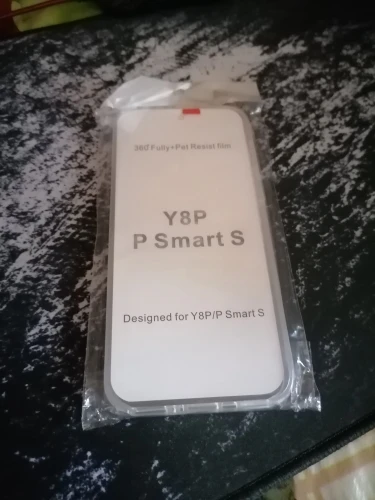 360°Fully+Pet Resist film
Y8P
P Smart S
Designed for Y8P/P Smart S